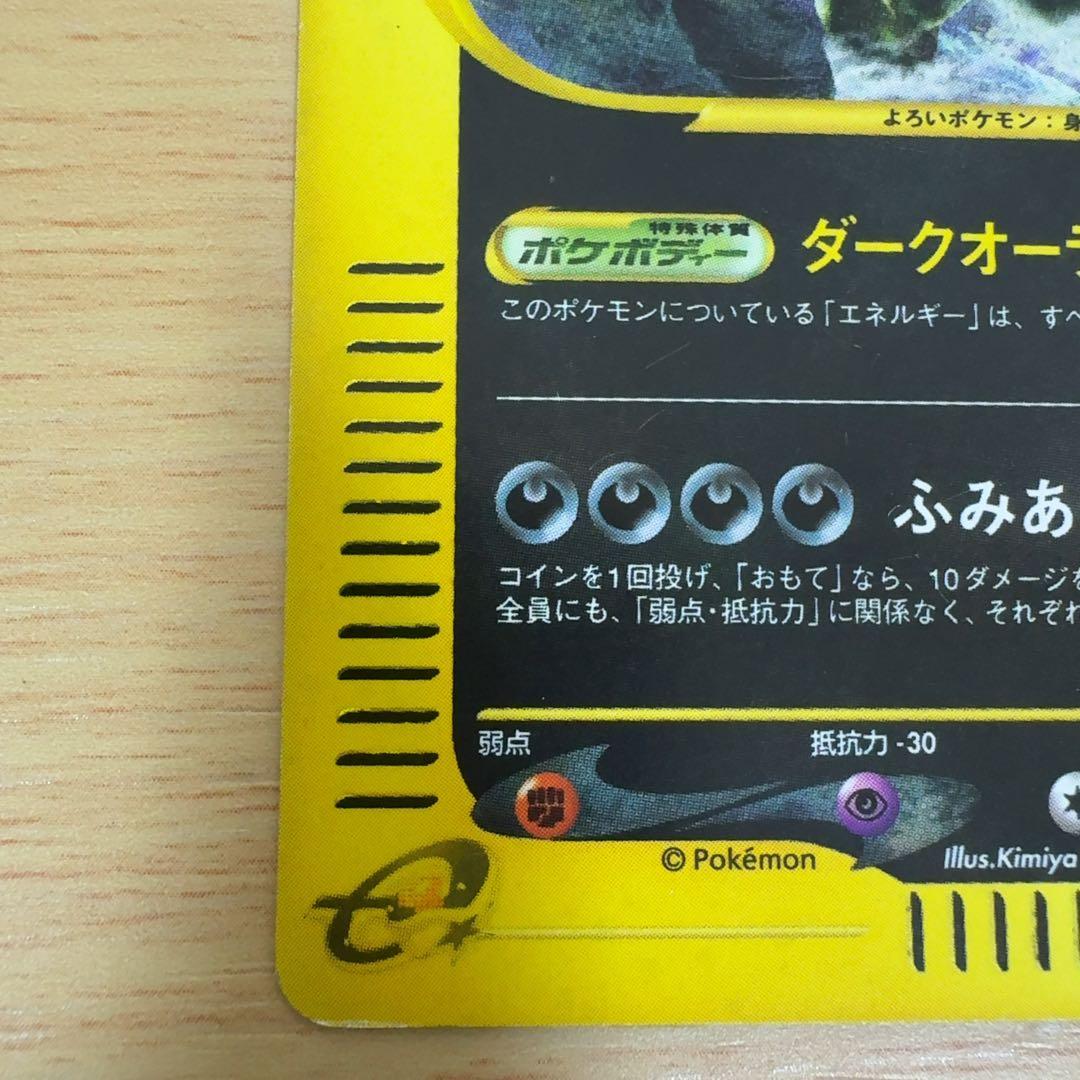 よろいポケモン：身
特殊体質
ポケボディー ダークオーラ
このポケモンについている「エネルギー」は、すべ
ふみあ
コインを1回投げ、「おもて」なら、10ダメージを
全員にも、「弱点・抵抗力」に関係なく、それぞれ
弱点 抵抗力 -30
© Pokémon Illus.Kimiya